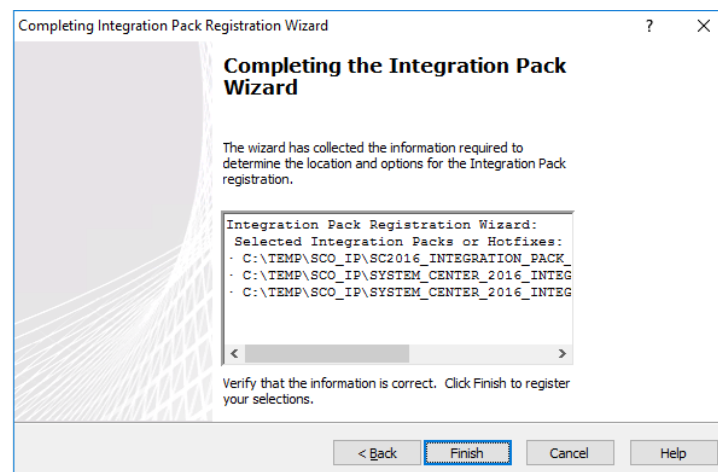 Completing Integration Pack Registration Wizard ? X
Completing the Integration Pack
Wizard
The wizard has collected the information required to
determine the location and options for the Integration Pack
registration.
Integration Pack Registration Wizard:
Selected Integration Packs or Hotfixes:
· C:\TEMP\SCO_IP\SC2016_INTEGRATION_PACK_
· C:\TEMP\SCO_IP\SYSTEM_CENTER_2016_INTEG
· C:\TEMP\SCO_IP\SYSTEM_CENTER_2016_INTEG
< >
Verify that the information is correct. Click Finish to register
your selections.
< Back Finish Cancel Help